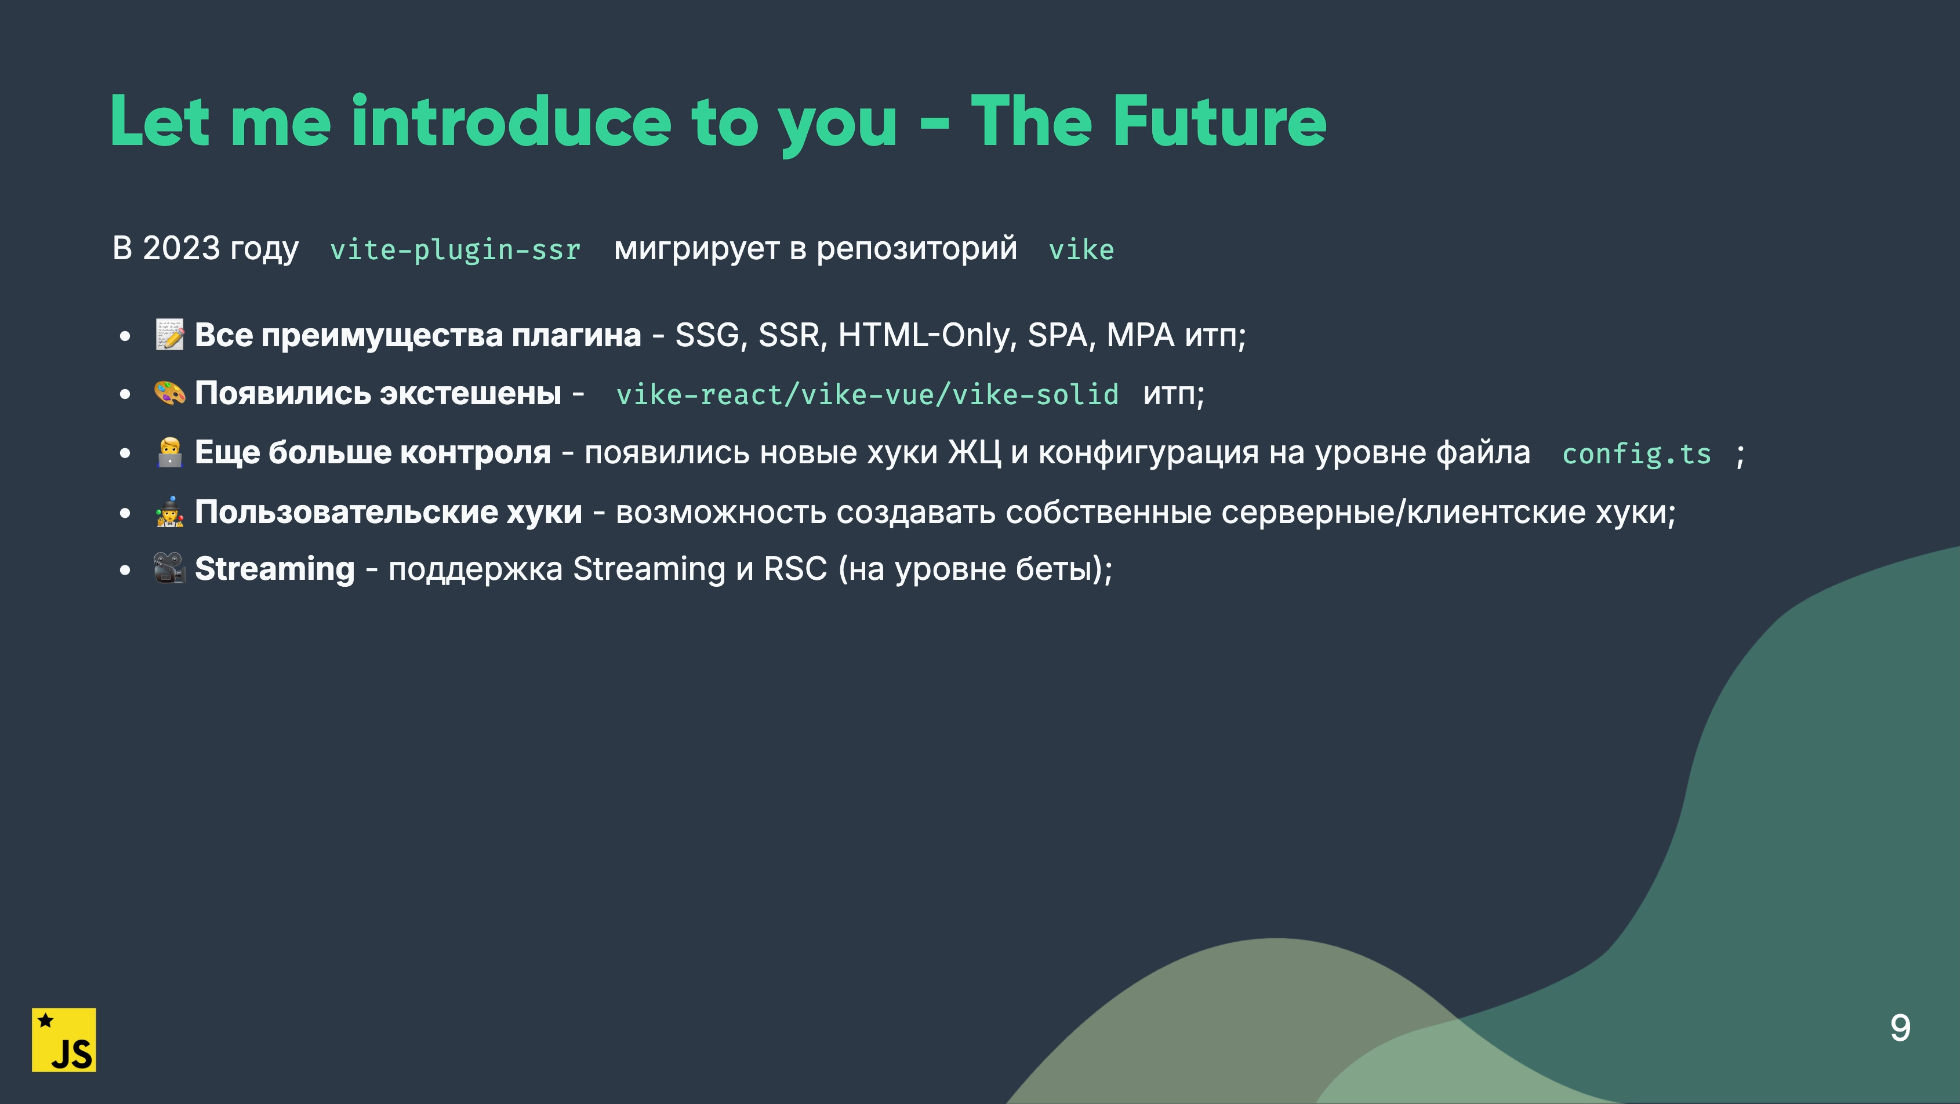 Let me introduce to you - The Future
В 2023 году vite-plugin-ssr мигрирует в репозиторий vike
• 📝 Все преимущества плагина - SSG, SSR, HTML-Only, SPA, MPA итп;
• 🎨 Появились экстешены - vike-react/vike-vue/vike-solid итп;
• 🧑‍💻 Еще больше контроля - появились новые хуки ЖЦ и конфигурация на уровне файла config.ts ;
• 🤹 Пользовательские хуки - возможность создавать собственные серверные/клиентские хуки;
• 🎥 Streaming - поддержка Streaming и RSC (на уровне беты);
JS
9